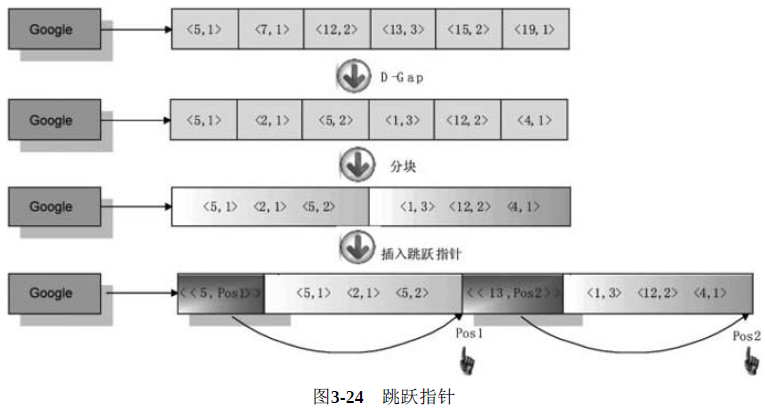 Google <5,1> <7,1> <12,2> <13,3> <15,2> <19,1>
D-Gap
Google <5,1> <2,1> <5,2> <1,3> <12,2> <4,1>
分块
Google <5,1> <2,1> <5,2> <1,3> <12,2> <4,1>
插入跳跃指针
Google <<5,Pos1>> <5,1> <2,1> <5,2> <<13,Pos2>> <1,3> <12,2> <4,1>
Pos1 Pos2
图3-24 跳跃指针